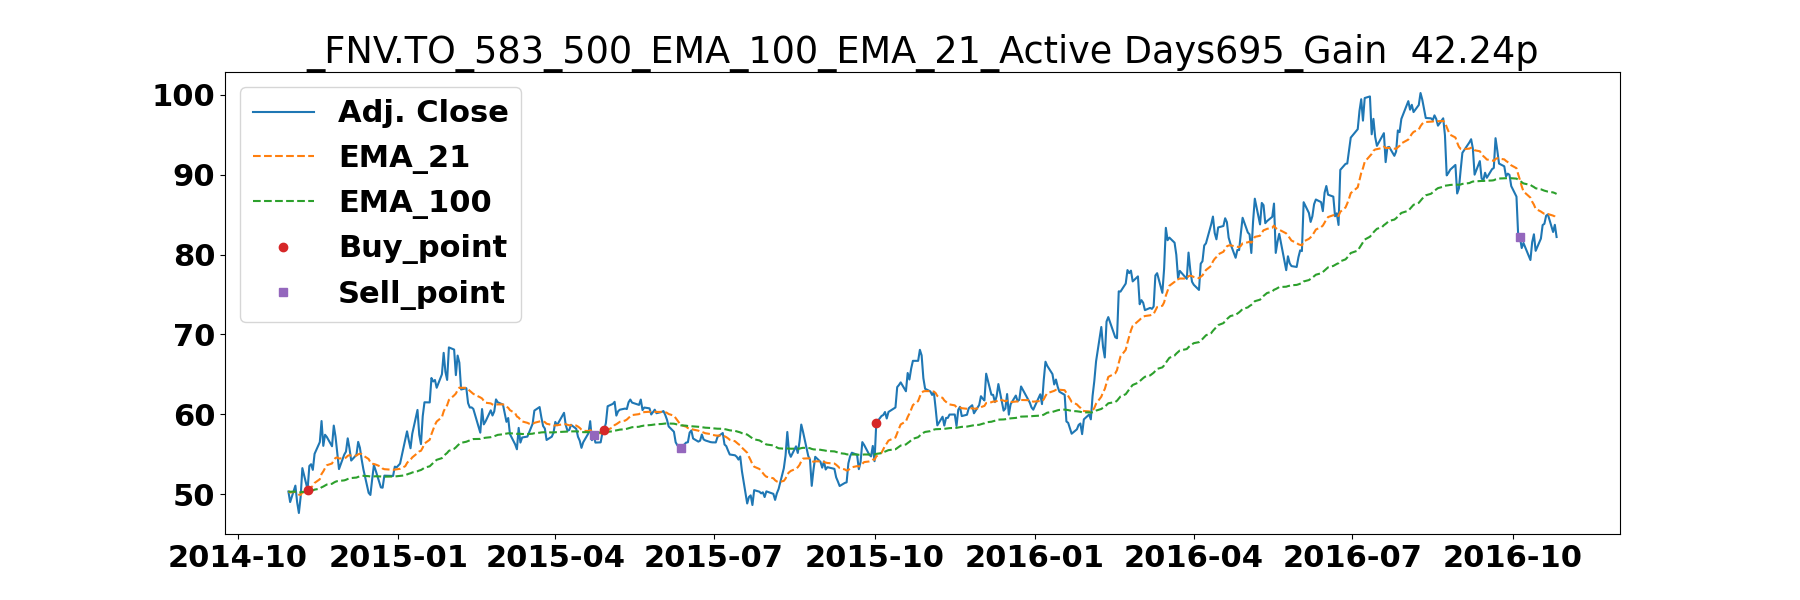 _FNV.TO_583_500_EMA_100_EMA_21_Active Days695_Gain  42.24p
Adj. Close
EMA_21
EMA_100
Buy_point
Sell_point
100
90
80
70
60
50
2014-10 2015-01 2015-04 2015-07 2015-10 2016-01 2016-04 2016-07 2016-10